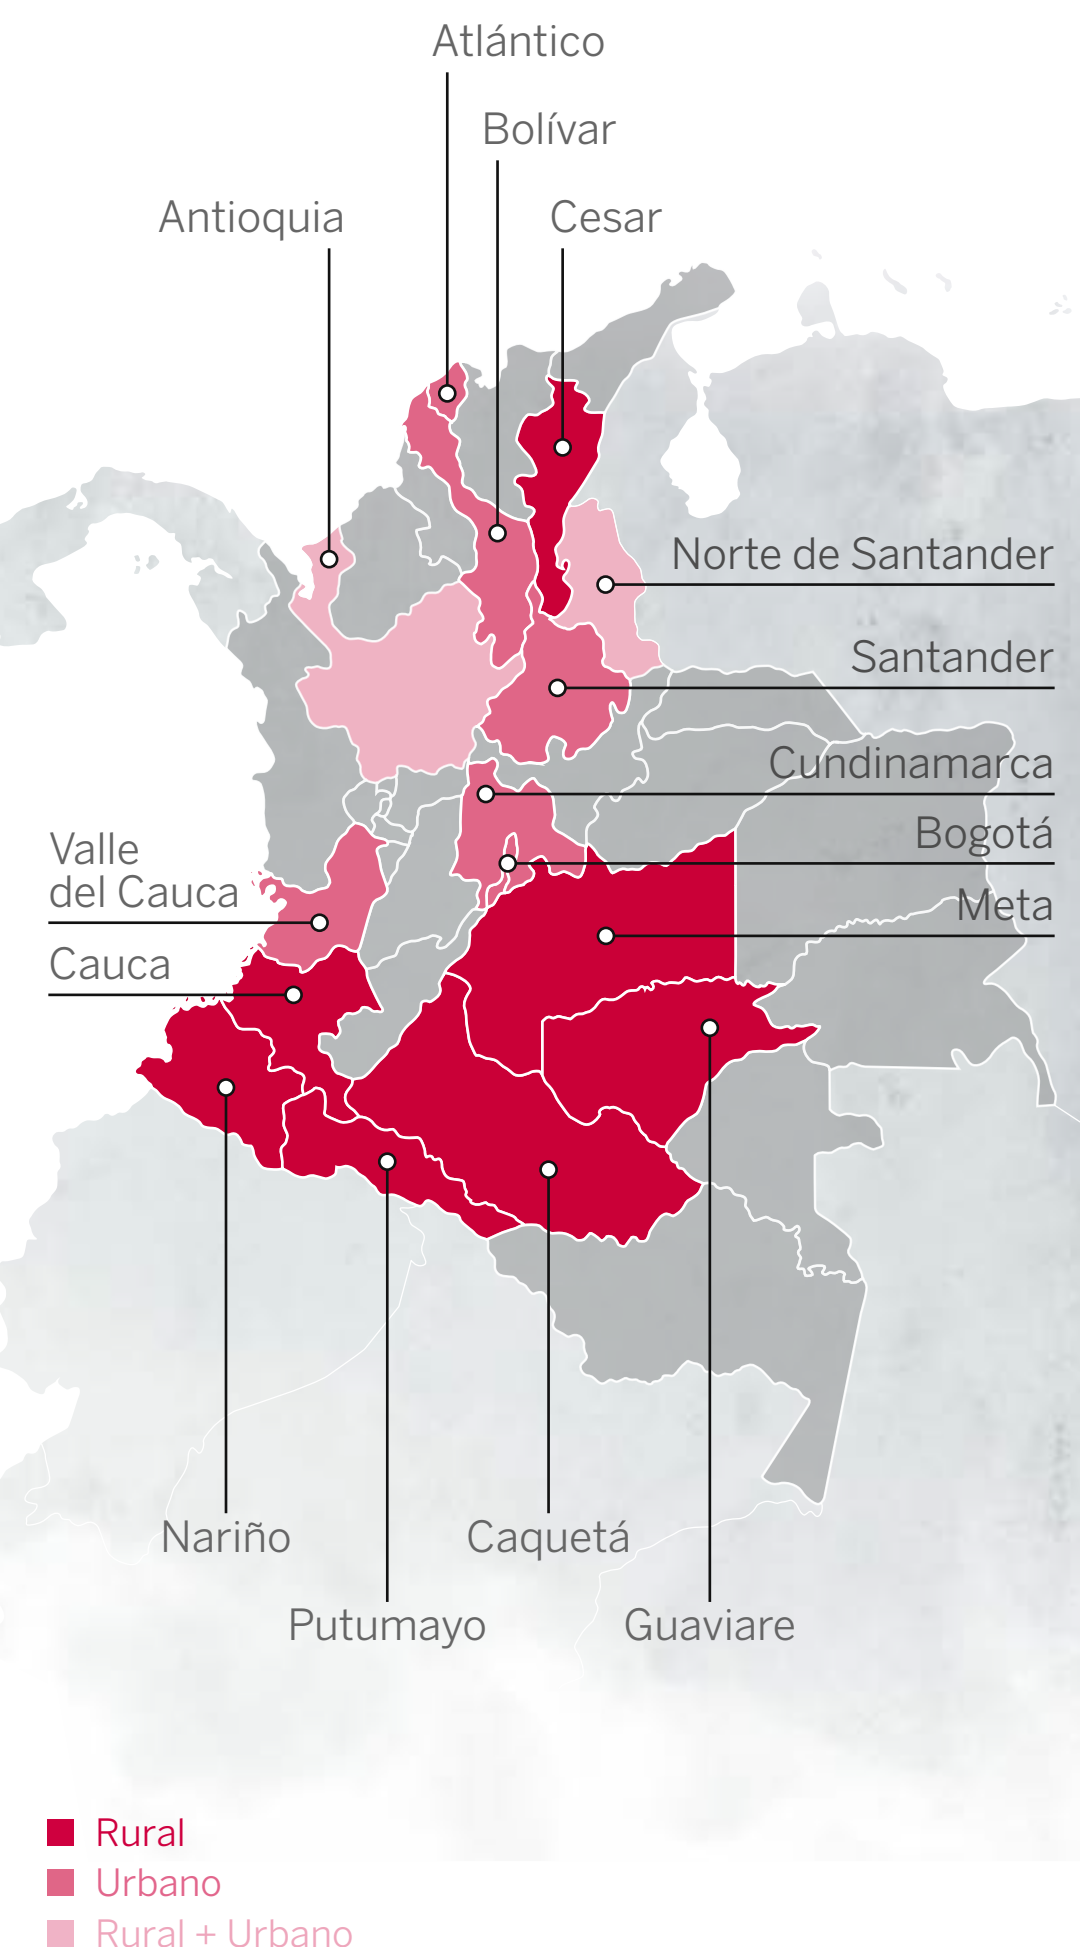 Atlántico
Bolívar
Antioquia
Cesar
Norte de Santander
Santander
Cundinamarca
Bogotá
Meta
Valle
del Cauca
Cauca
Nariño
Caquetá
Putumayo
Guaviare
Rural
Urbano
Rural + Urbano